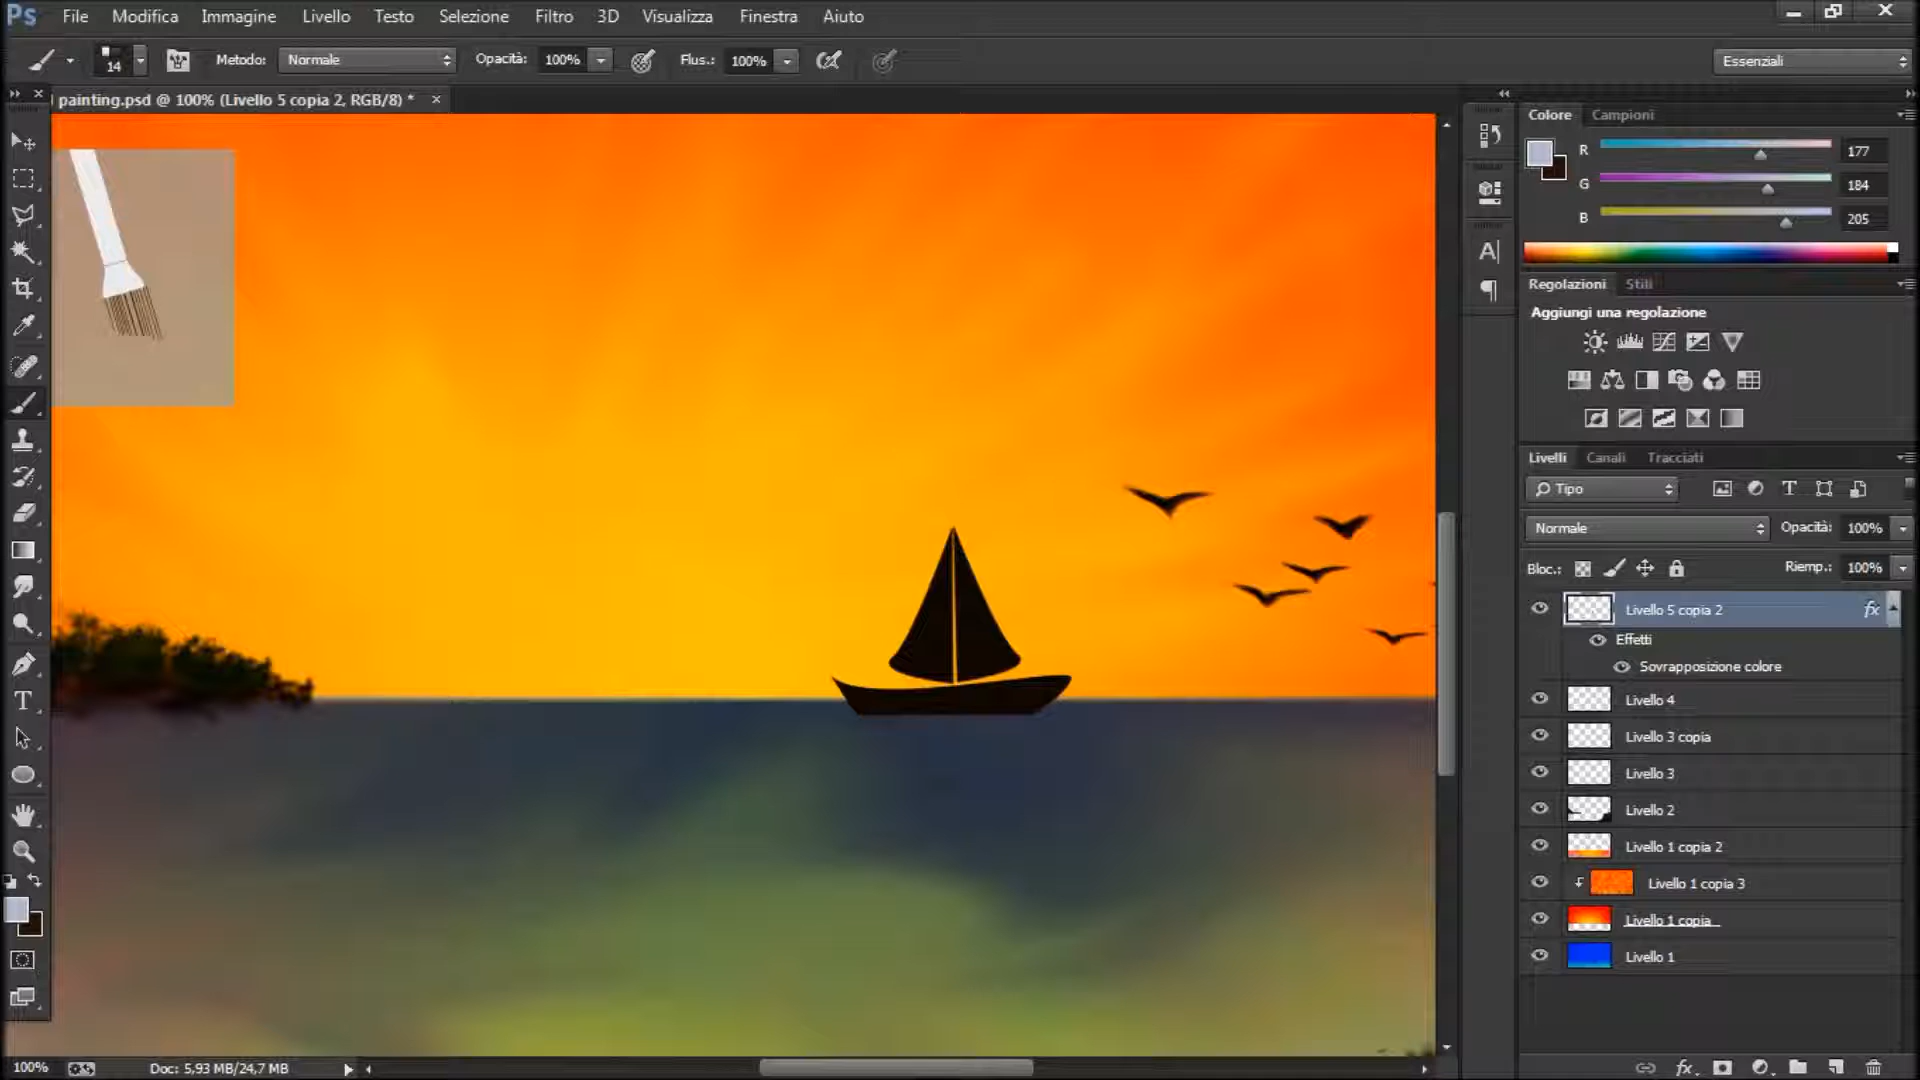 Ps File Modifica Immagine Livello Testo Selezione Filtro 3D Visualizza Finestra Aiuto
14 Metodo: Normale Opacità: 100% Flus.: 100% Essenziali
painting.psd @ 100% (Livello 5 copia 2, RGB/8) *
Colore Campioni
R 177
G 184
B 205
Regolazioni Stili
Aggiungi una regolazione
Livelli Canali Tracciati
Tipo
Normale Opacità: 100%
Bloc.: Riemp.: 100%
Livello 5 copia 2 fx
Effetti
Sovrapposizione colore
Livello 4
Livello 3 copia
Livello 3
Livello 2
Livello 1 copia 2
Livello 1 copia 3
Livello 1 copia
Livello 1
100% Doc: 5,93 MB/24,7 MB